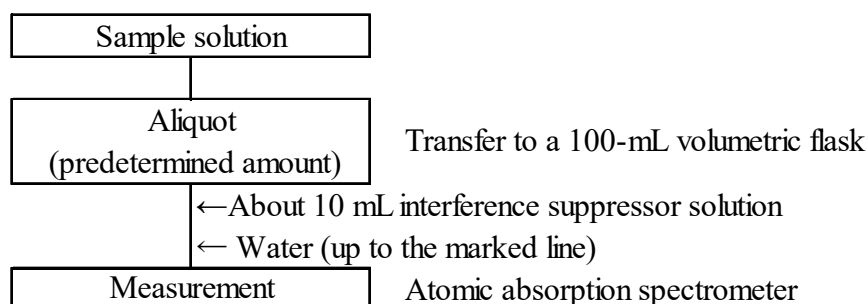 Sample solution
Aliquot
(predetermined amount)
Transfer to a 100-mL volumetric flask
←About 10 mL interference suppressor solution
← Water (up to the marked line)
Measurement
Atomic absorption spectrometer